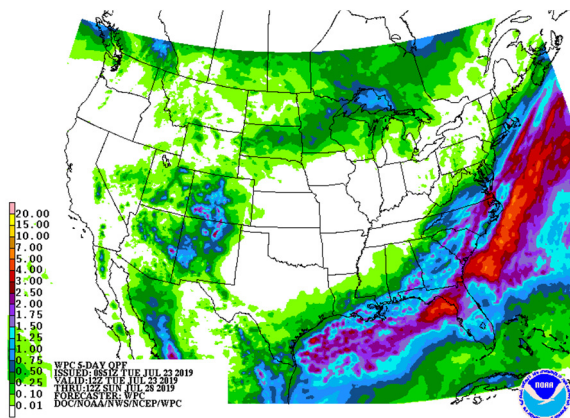 20.00
15.00
10.00
7.00
5.00
4.00
3.00
2.50
2.00
1.75
1.50
1.25
1.00
0.75
0.50
0.25
0.10
0.01
WPC 5-DAY QPF
ISSUED: 0851Z TUE JUL 23 2019
VALID:12Z TUE JUL 23 2019
THRU:12Z SUN JUL 28 2019
FORECASTER: WPC
DOC/NOAA/NWS/NCEP/WPC
NOAA